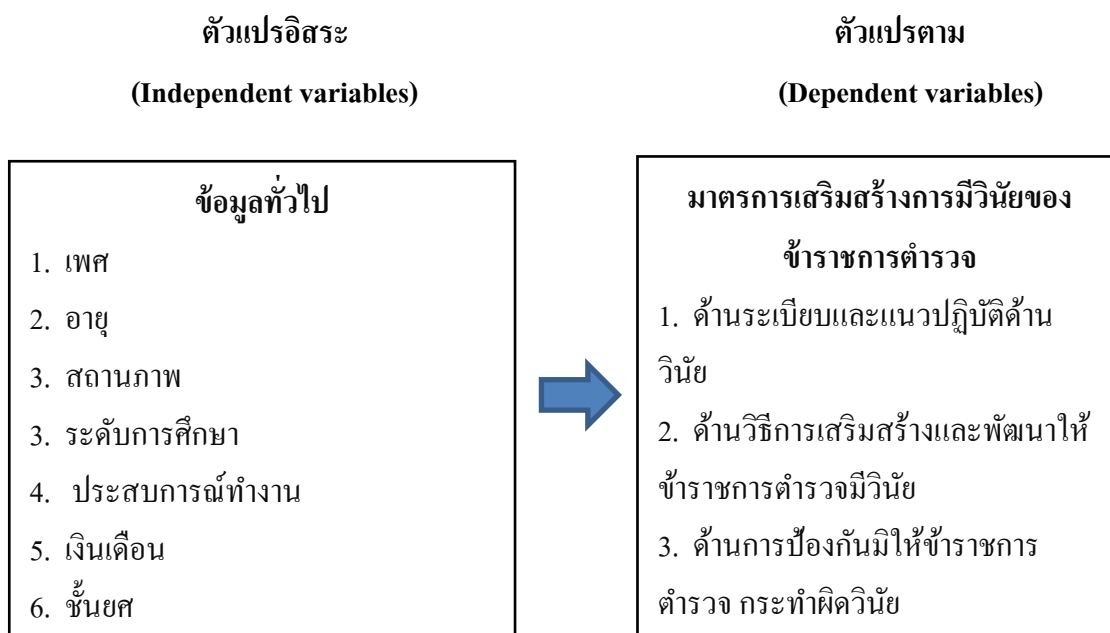 ตัวแปรอิสระ
(Independent variables)
ข้อมูลทั่วไป
1. เพศ
2. อายุ
3. สถานภาพ
3. ระดับการศึกษา
4. ประสบการณ์ทำงาน
5. เงินเดือน
6. ชั้นยศ
ตัวแปรตาม
(Dependent variables)
มาตรการเสริมสร้างการมีวินัยของ
ข้าราชการตำรวจ
1. ด้านระเบียบและแนวปฏิบัติด้าน
วินัย
2. ด้านวิธีการเสริมสร้างและพัฒนาให้
ข้าราชการตำรวจมีวินัย
3. ด้านการป้องกันมิให้ข้าราชการ
ตำรวจ กระทำผิดวินัย